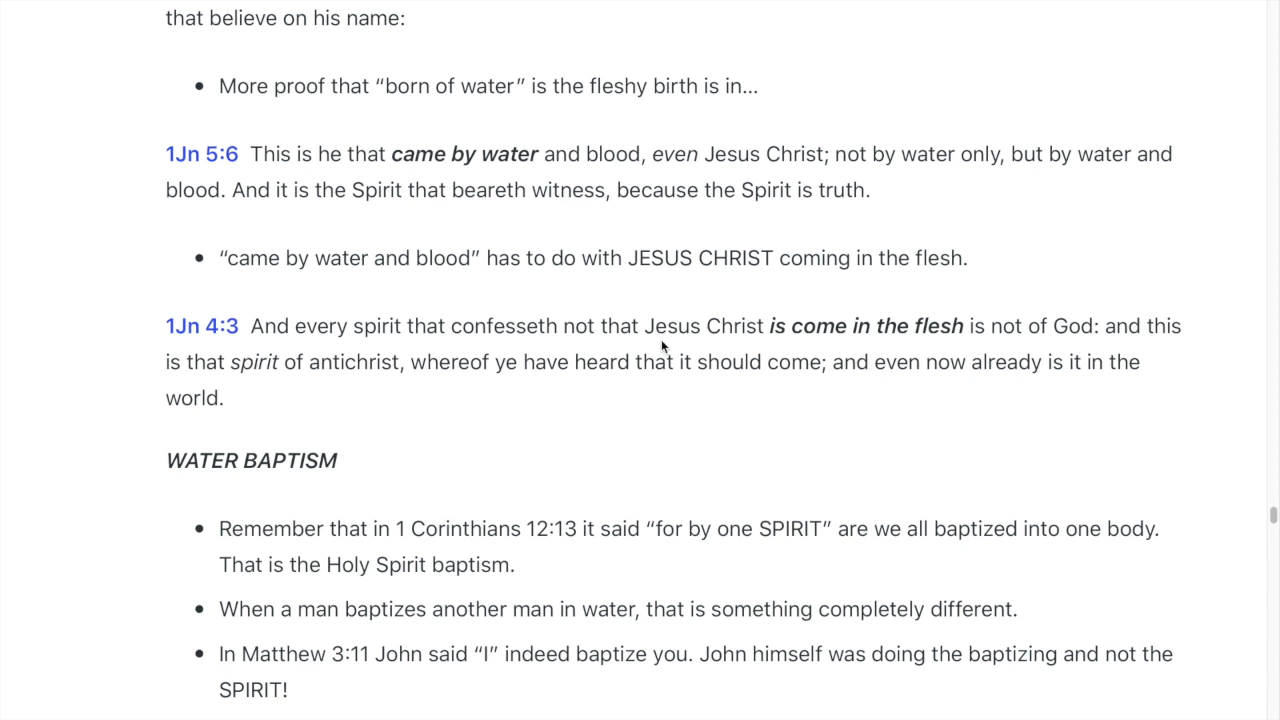 that believe on his name:
• More proof that “born of water” is the fleshy birth is in...
1Jn 5:6 This is he that came by water and blood, even Jesus Christ; not by water only, but by water and
blood. And it is the Spirit that beareth witness, because the Spirit is truth.
• “came by water and blood” has to do with JESUS CHRIST coming in the flesh.
1Jn 4:3 And every spirit that confesseth not that Jesus Christ is come in the flesh is not of God: and this
is that spirit of antichrist, whereof ye have heard that it should come; and even now already is it in the
world.
WATER BAPTISM
• Remember that in 1 Corinthians 12:13 it said “for by one SPIRIT” are we all baptized into one body.
That is the Holy Spirit baptism.
• When a man baptizes another man in water, that is something completely different.
• In Matthew 3:11 John said “I” indeed baptize you. John himself was doing the baptizing and not the
SPIRIT!